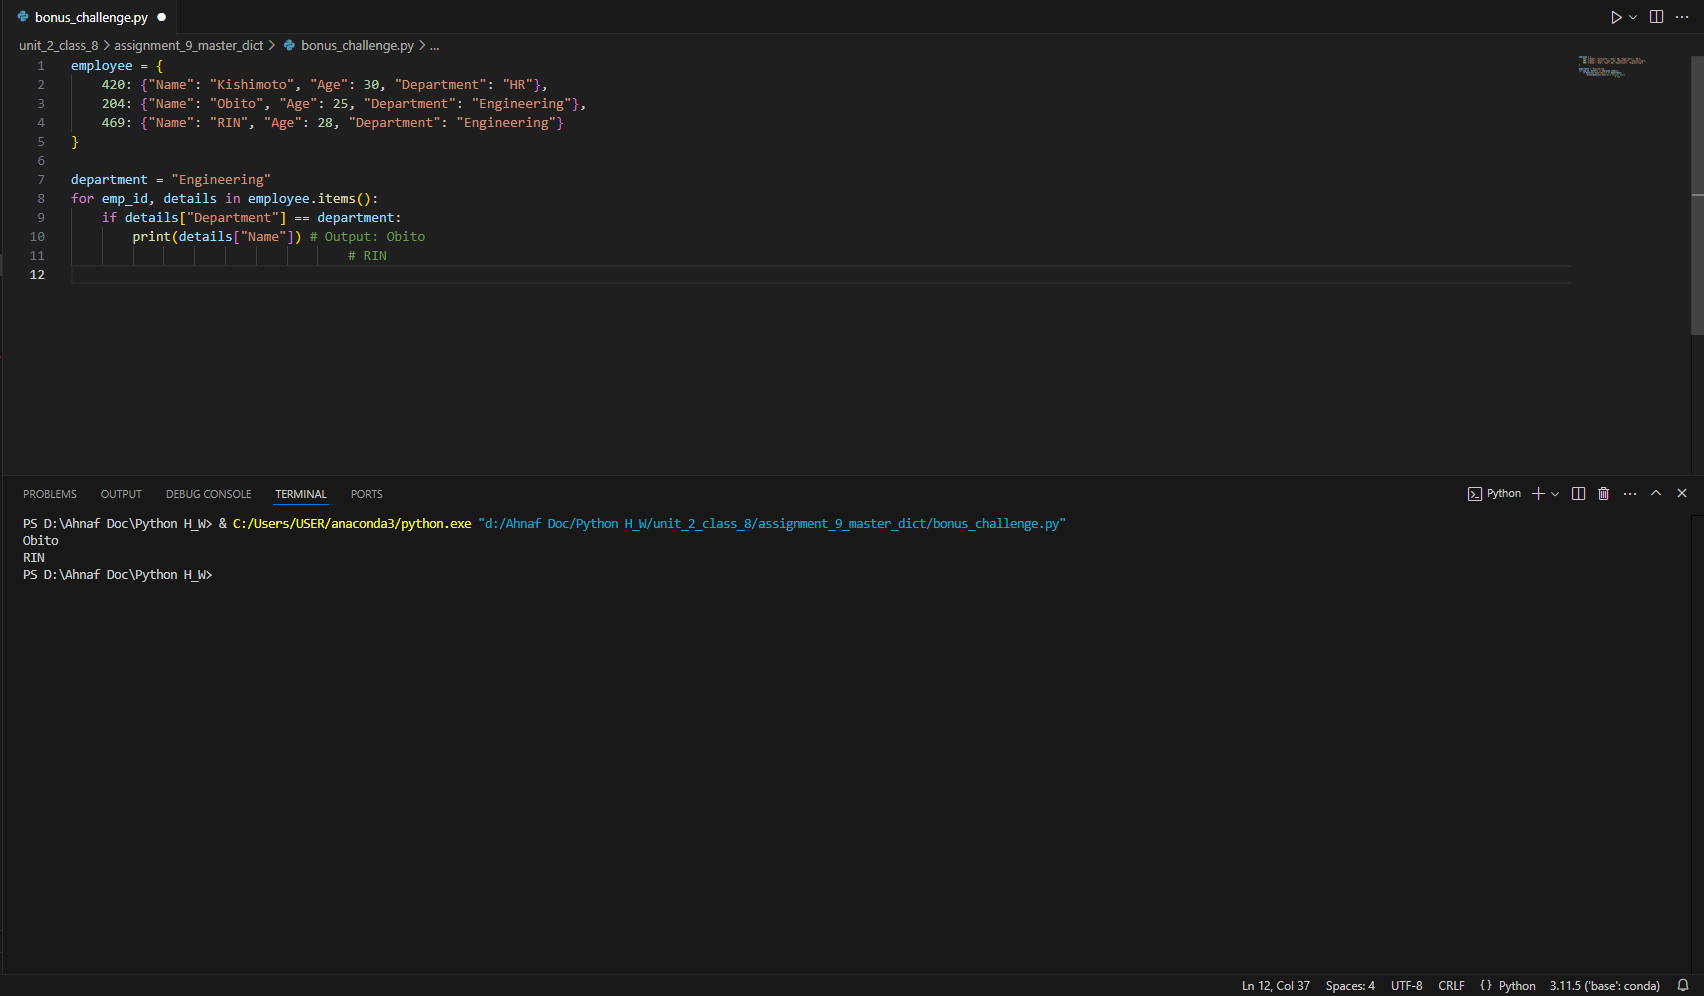 bonus_challenge.py
unit_2_class_8 > assignment_9_master_dict > bonus_challenge.py > ...
1 employee = {
2     420: {"Name": "Kishimoto", "Age": 30, "Department": "HR"},
3     204: {"Name": "Obito", "Age": 25, "Department": "Engineering"},
4     469: {"Name": "RIN", "Age": 28, "Department": "Engineering"}
5 }
6
7 department = "Engineering"
8 for emp_id, details in employee.items():
9     if details["Department"] == department:
10         print(details["Name"]) # Output: Obito
11                                     # RIN
12
PROBLEMS OUTPUT DEBUG CONSOLE TERMINAL PORTS Python
PS D:\Ahnaf Doc\Python H_W> & C:/Users/USER/anaconda3/python.exe "d:/Ahnaf Doc/Python H_W/unit_2_class_8/assignment_9_master_dict/bonus_challenge.py"
Obito
RIN
PS D:\Ahnaf Doc\Python H_W>
Ln 12, Col 37 Spaces: 4 UTF-8 CRLF {} Python 3.11.5 ('base': conda)